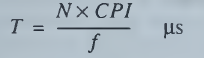 T = N × CPI / f μs